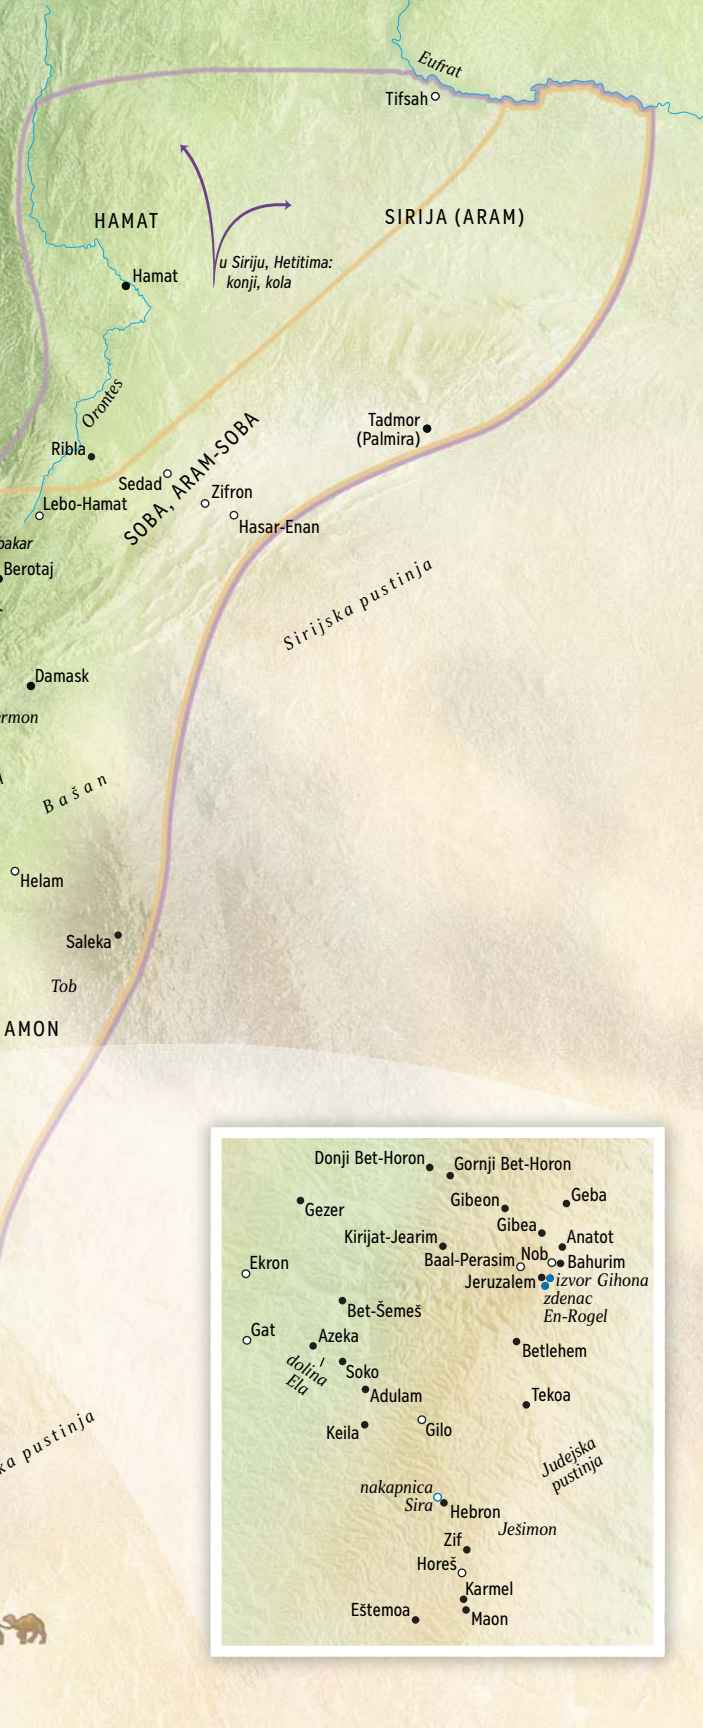 Eufrat
Tifsah
HAMAT
SIRIJA (ARAM)
u Siriju, Hetitima:
konji, kola
Hamat
Orontes
Tadmor
(Palmira)
Ribla
Sedad
SOBA, ARAM-SOBA
Zifron
Lebo-Hamat
Hasar-Enan
bakar
Berotaj
Sirijska pustinja
Damask
ermon
Bašan
Helam
Saleka
Tob
AMON
Donji Bet-Horon
Gornji Bet-Horon
Gezer
Gibeon
Geba
Gibea
Kirijat-Jearim
Anatot
Ekron
Baal-Perasim
Nob
Bahurim
Jeruzalem
izvor Gihona
zdenac
En-Rogel
Bet-Šemeš
Gat
Azeka
Betlehem
dolina
Ela
Soko
Adulam
Tekoa
Keila
Gilo
ka pustinja
Judejska
pustinja
nakapnica
Sira
Hebron
Ješimon
Zif
Horeš
Karmel
Eštemoa
Maon